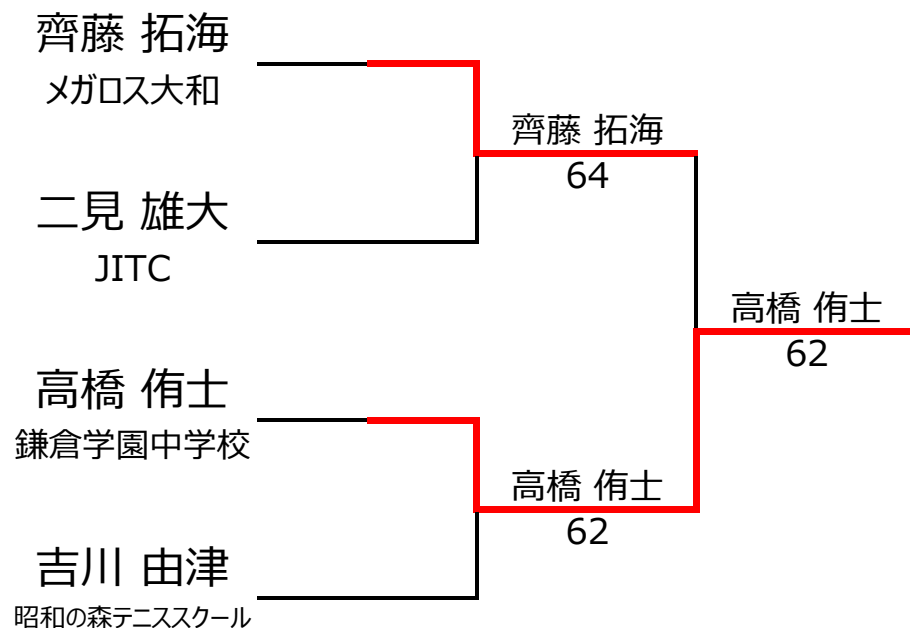 齊藤 拓海
メガロス大和
齊藤 拓海
64
二見 雄大
JITC
高橋 侑士
62
高橋 侑士
鎌倉学園中学校
高橋 侑士
62
吉川 由津
昭和の森テニススクール